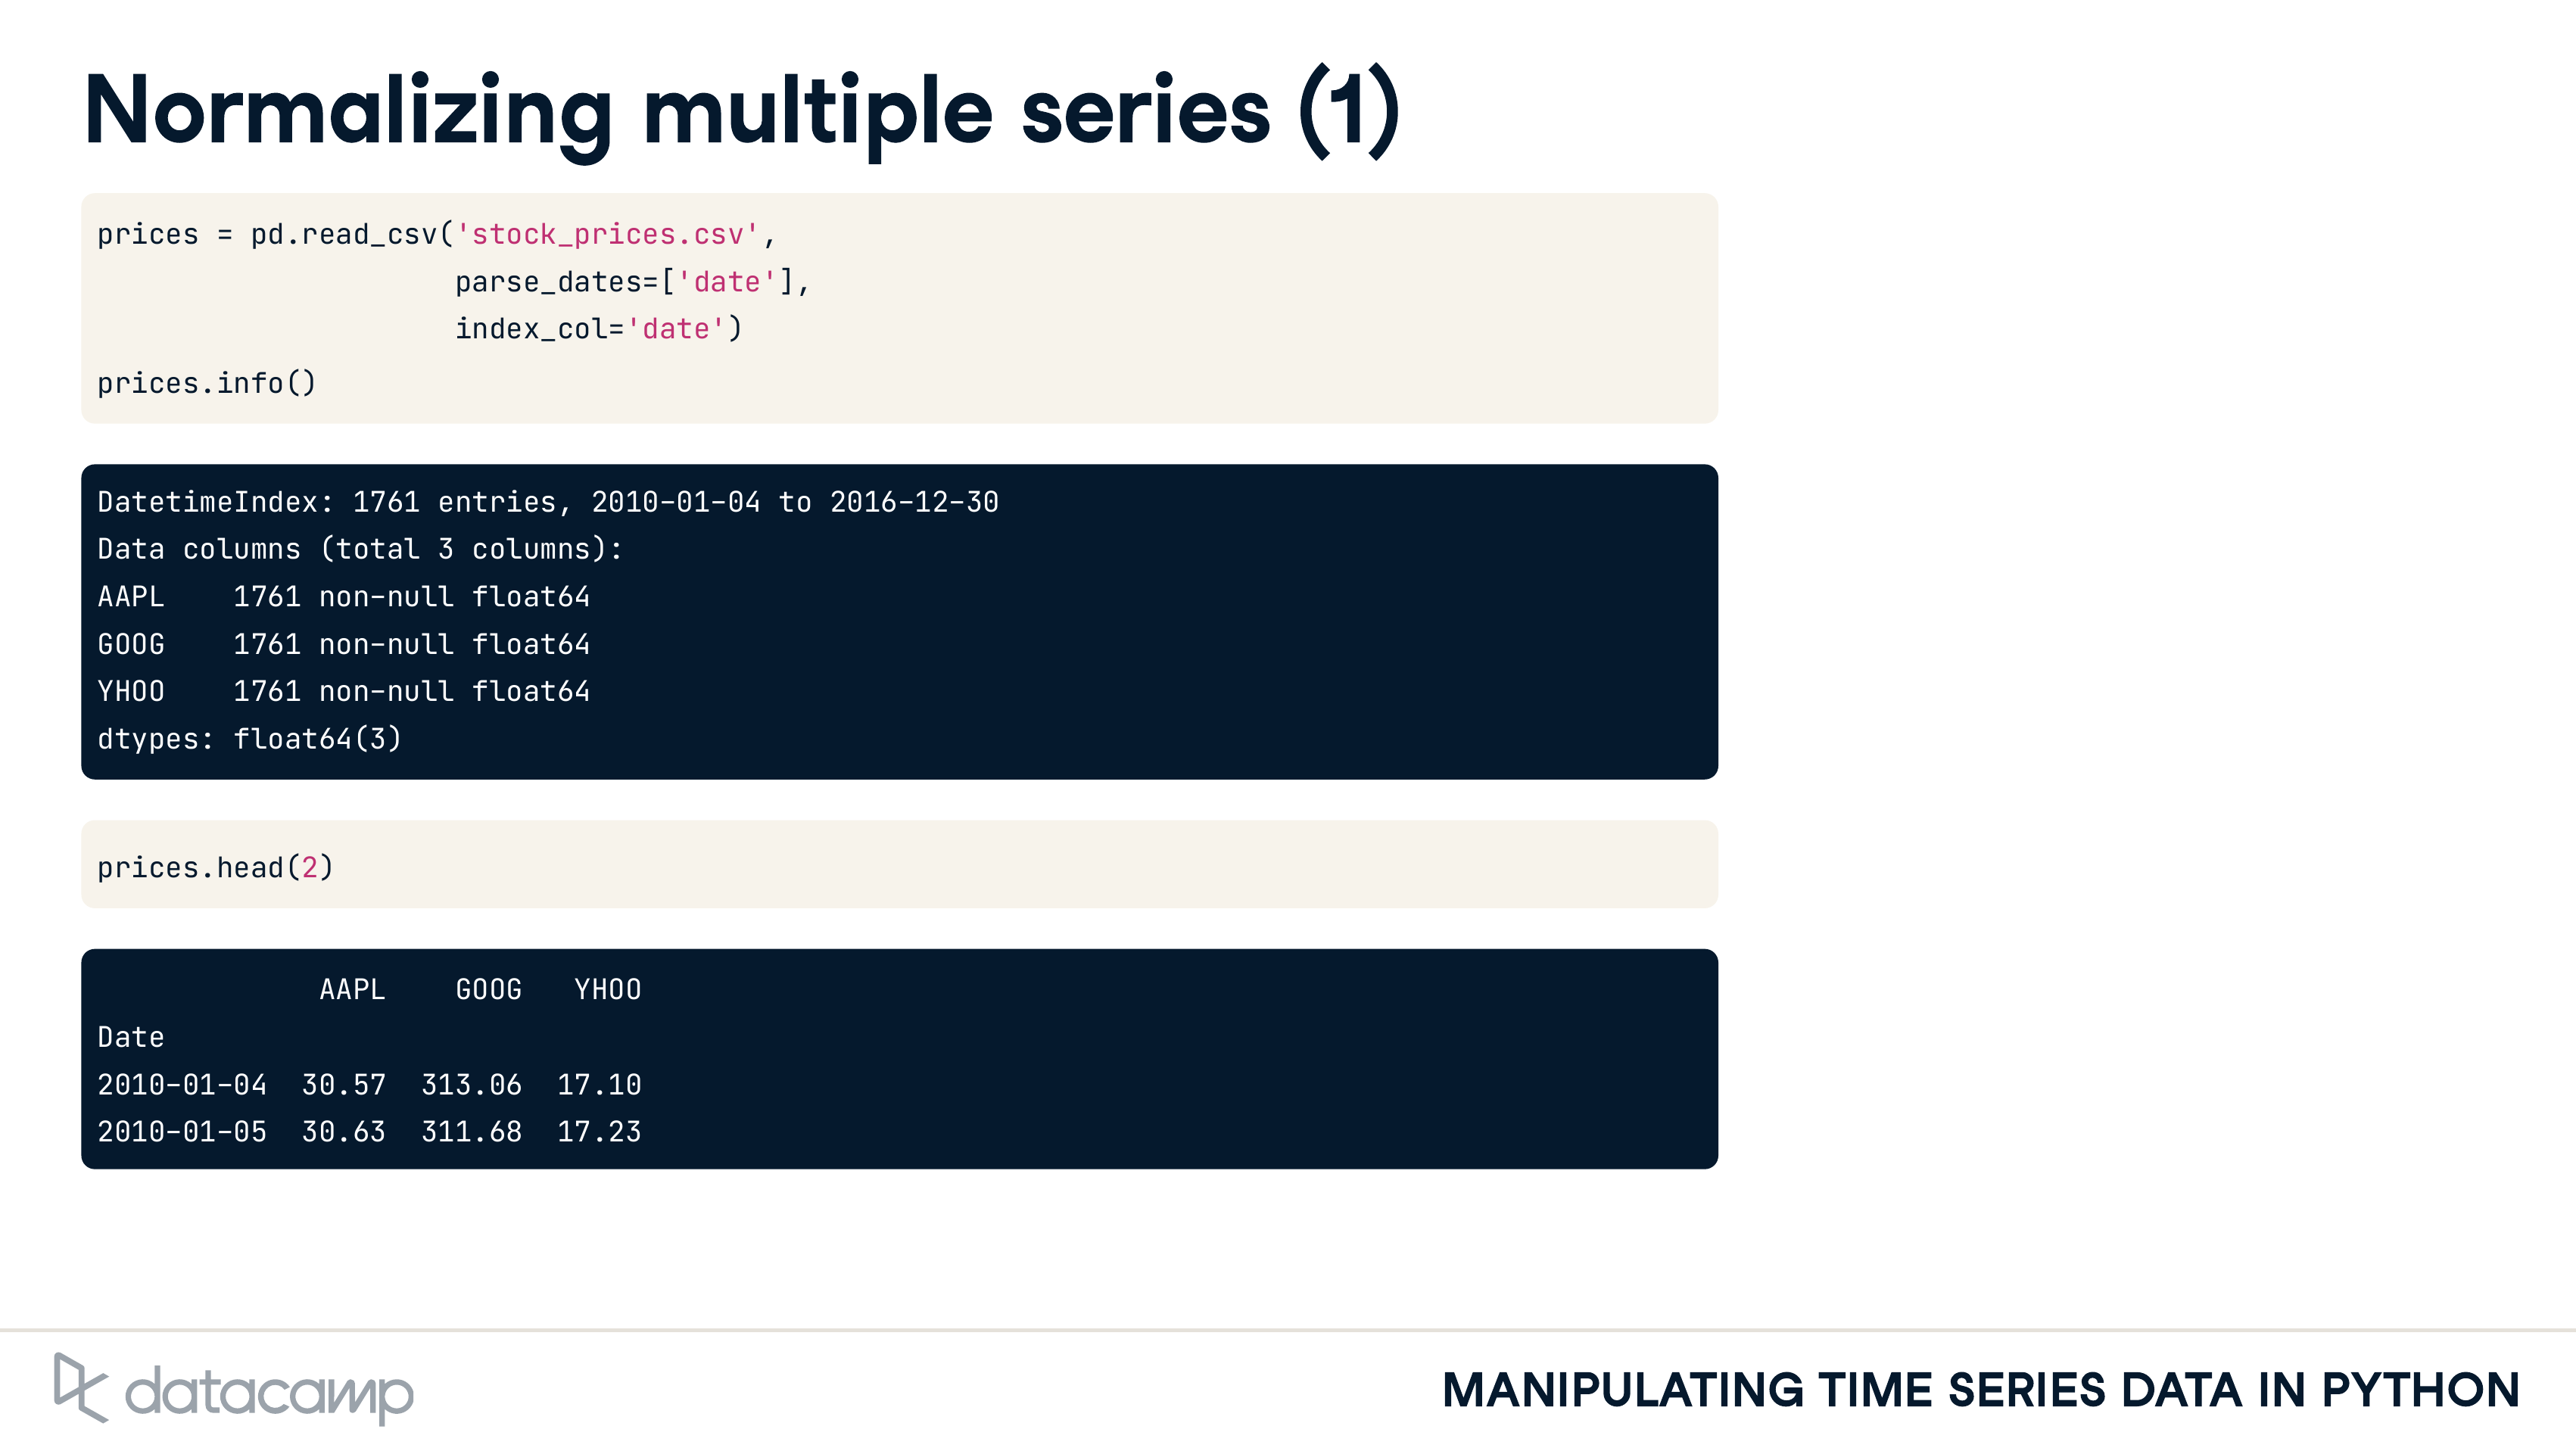 Normalizing multiple series (1)
prices = pd.read_csv('stock_prices.csv',
                     parse_dates=['date'],
                     index_col='date')
prices.info()
DatetimeIndex: 1761 entries, 2010-01-04 to 2016-12-30
Data columns (total 3 columns):
AAPL    1761 non-null float64
GOOG    1761 non-null float64
YHOO    1761 non-null float64
dtypes: float64(3)
prices.head(2)
             AAPL    GOOG   YHOO
Date
2010-01-04  30.57  313.06  17.10
2010-01-05  30.63  311.68  17.23
datacamp
MANIPULATING TIME SERIES DATA IN PYTHON